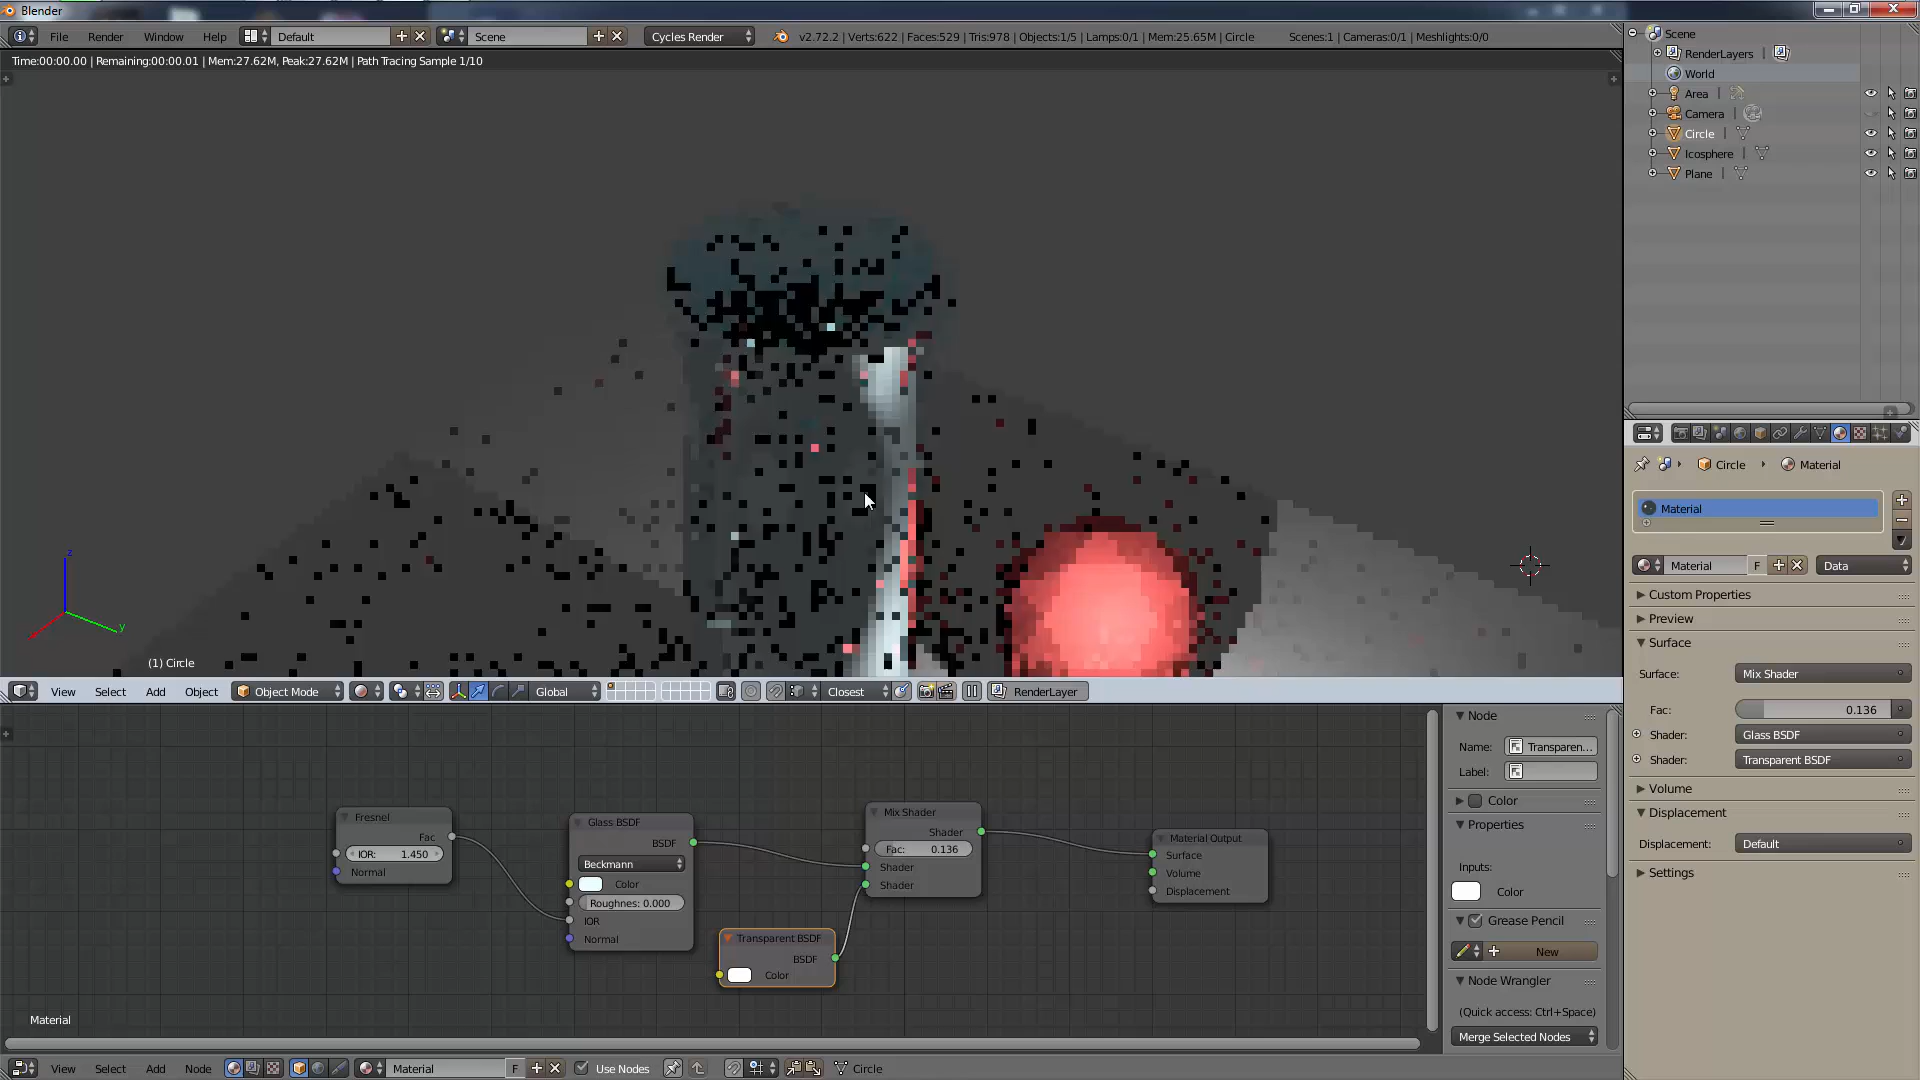 Blender
File Render Window Help Default Scene Cycles Render v2.72.2 | Verts:622 | Faces:529 | Tris:978 | Objects:1/5 | Lamps:0/1 | Mem:25.65M | Circle Scenes:1 | Cameras:0/1 | Meshlights:0/0
Time:00:00.00 | Remaining:00:00.01 | Mem:27.62M, Peak:27.62M | Path Tracing Sample 1/10
Scene
RenderLayers
World
Area
Camera
Circle
Icosphere
Plane
z
x
y
(1) Circle
View Select Add Object Object Mode Global Closest RenderLayer
Circle Material
Material
Material F Data
Custom Properties
Preview
Surface
Surface: Mix Shader
Fac: 0.136
Shader: Glass BSDF
Shader: Transparent BSDF
Volume
Displacement
Displacement: Default
Settings
Fresnel
Fac
IOR: 1.450
Normal
Glass BSDF
BSDF
Beckmann
Color
Roughnes: 0.000
IOR
Normal
Transparent BSDF
BSDF
Color
Mix Shader
Shader
Fac: 0.136
Shader
Shader
Material Output
Surface
Volume
Displacement
Node
Name: Transparen...
Label:
Color
Properties
Inputs:
Color
Grease Pencil
New
Node Wrangler
(Quick access: Ctrl+Space)
Merge Selected Nodes
Material
View Select Add Node Material F Use Nodes Circle